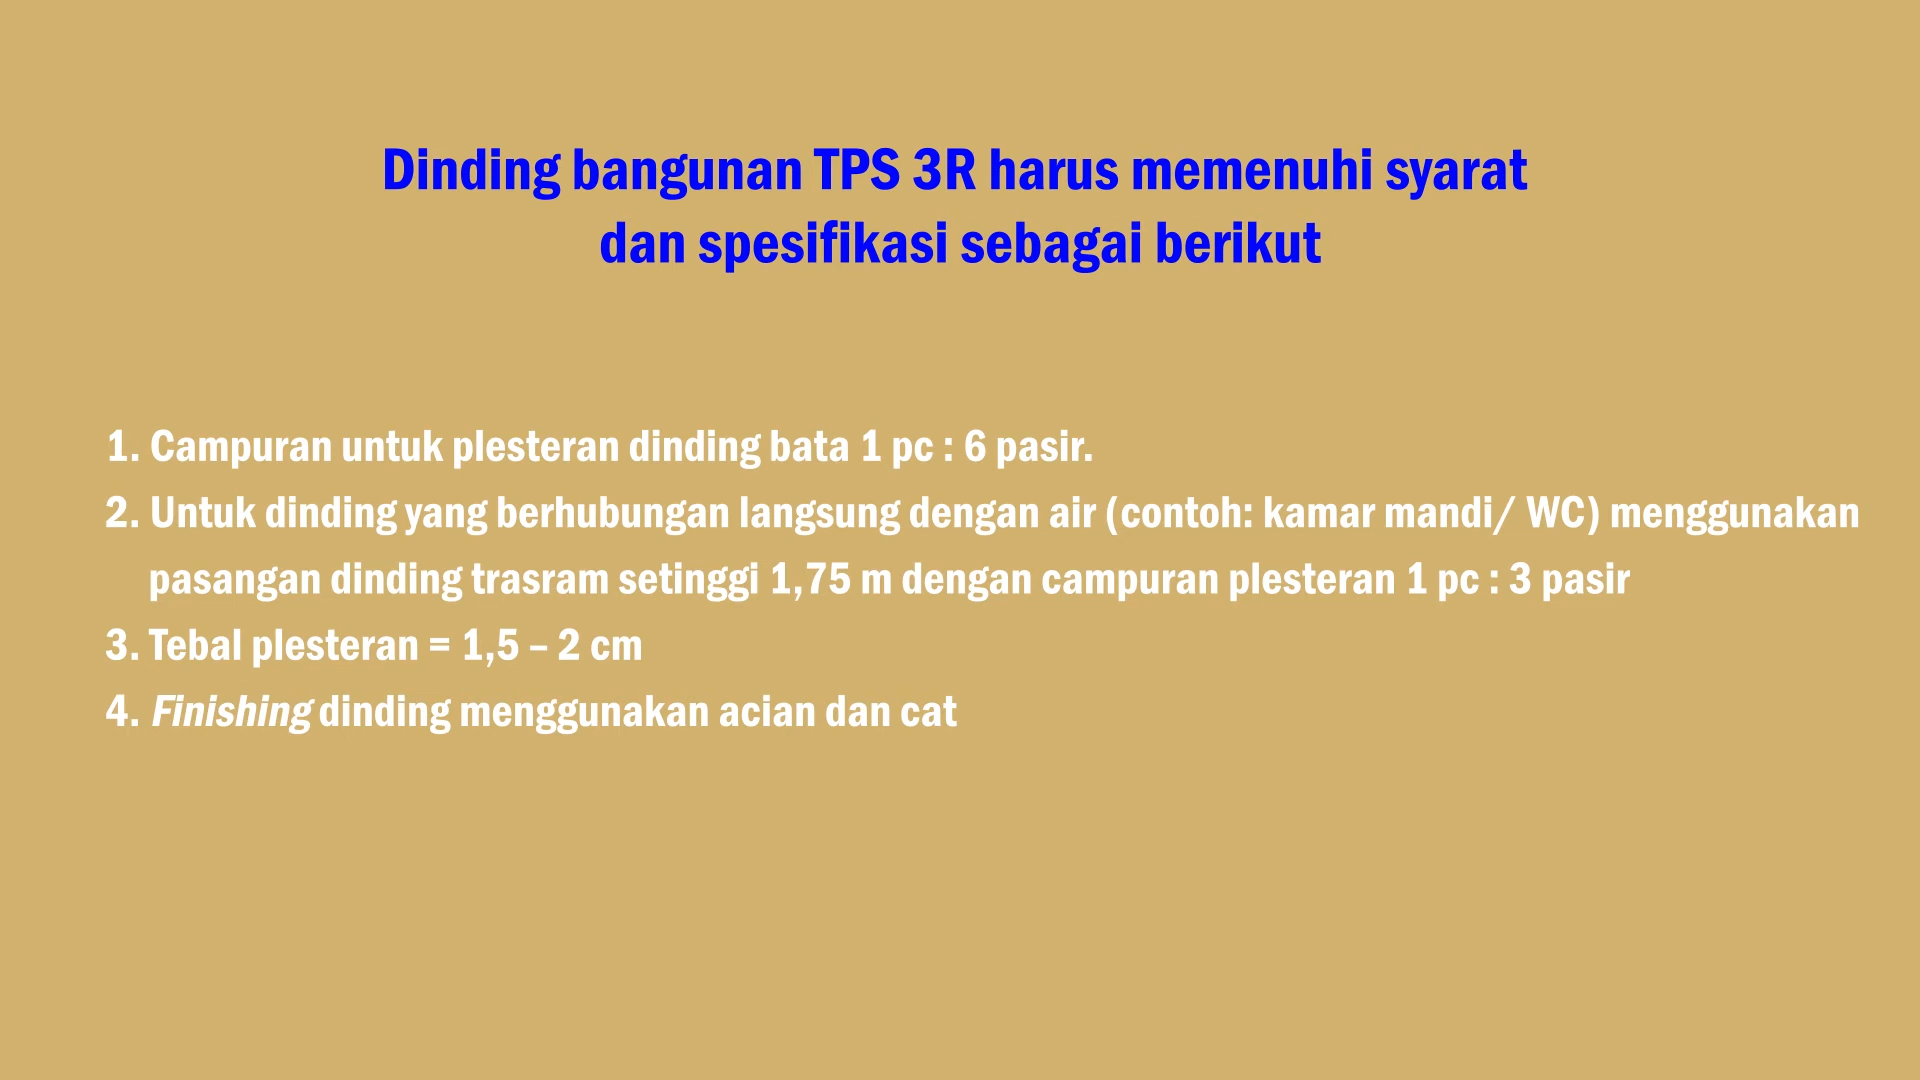 Dinding bangunan TPS 3R harus memenuhi syarat
dan spesifikasi sebagai berikut
1. Campuran untuk plesteran dinding bata 1 pc : 6 pasir.
2. Untuk dinding yang berhubungan langsung dengan air (contoh: kamar mandi/ WC) menggunakan
pasangan dinding trasram setinggi 1,75 m dengan campuran plesteran 1 pc : 3 pasir
3. Tebal plesteran = 1,5 – 2 cm
4. Finishing dinding menggunakan acian dan cat